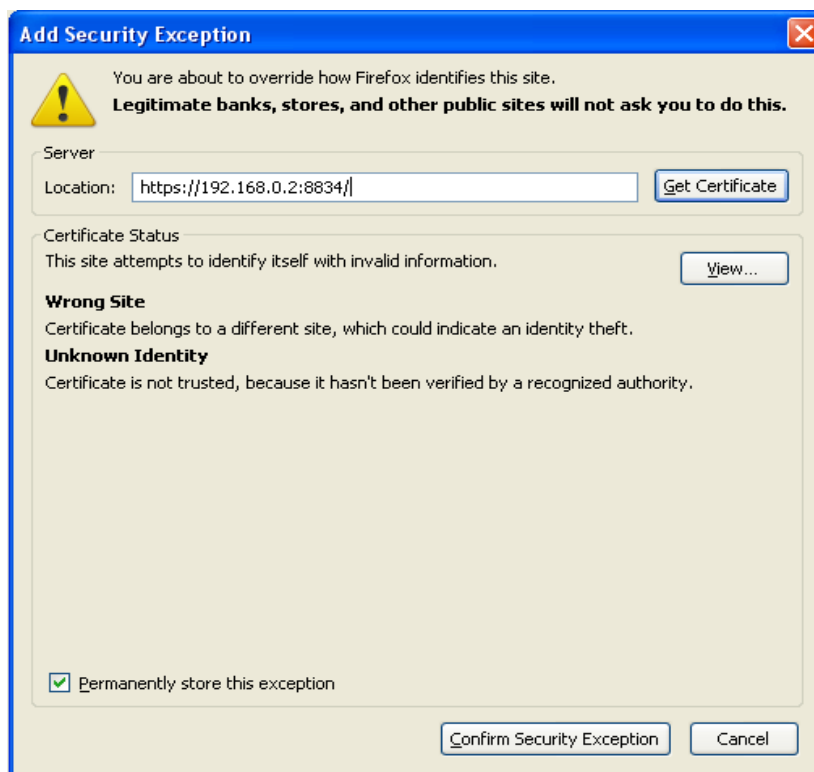 Add Security Exception
You are about to override how Firefox identifies this site.
Legitimate banks, stores, and other public sites will not ask you to do this.
Server
Location: https://192.168.0.2:8834/ Get Certificate
Certificate Status
This site attempts to identify itself with invalid information. View...
Wrong Site
Certificate belongs to a different site, which could indicate an identity theft.
Unknown Identity
Certificate is not trusted, because it hasn't been verified by a recognized authority.
Permanently store this exception
Confirm Security Exception Cancel